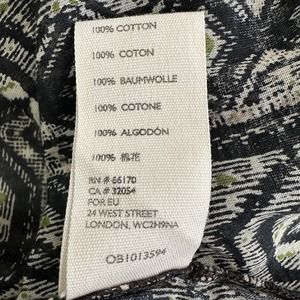 100% COTTON
100% COTON
100% BAUMWOLLE
100% COTONE
100% ALGODÓN
100% 棉花
RN # 66170
CA # 32054
FOR EU
24 WEST STREET
LONDON, WC2H9NA
OB1013594